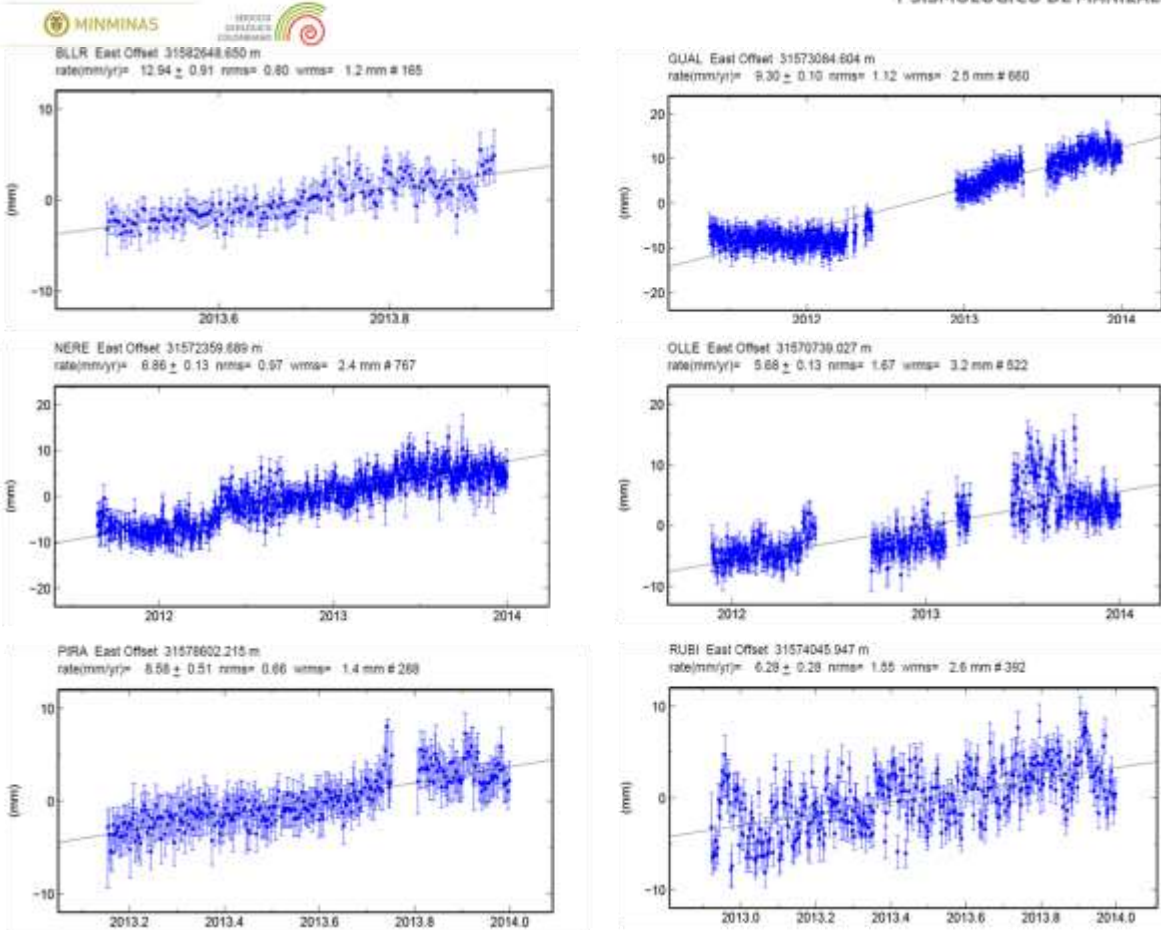 MINMINAS
SERVICIO
GEOLÓGICO
COLOMBIANO
BLLR East Offset 31582648.650 m
rate(mm/yr)= 12.94 ± 0.91 nrms= 0.80 wrms= 1.2 mm # 165
(mm)
10
0
−10
2013.6 2013.8
GUAL East Offset 31573084.604 m
rate(mm/yr)= 9.30 ± 0.10 nrms= 1.12 wrms= 2.5 mm # 660
(mm)
20
10
0
−10
−20
2012 2013 2014
NERE East Offset 31572359.689 m
rate(mm/yr)= 6.86 ± 0.13 nrms= 0.97 wrms= 2.4 mm # 767
(mm)
20
10
0
−10
−20
2012 2013 2014
OLLE East Offset 31570739.027 m
rate(mm/yr)= 5.68 ± 0.13 nrms= 1.67 wrms= 3.2 mm # 522
(mm)
20
10
0
−10
2012 2013 2014
PIRA East Offset 31578602.215 m
rate(mm/yr)= 8.58 ± 0.51 nrms= 0.66 wrms= 1.4 mm # 268
(mm)
10
0
−10
2013.2 2013.4 2013.6 2013.8 2014.0
RUBI East Offset 31574045.947 m
rate(mm/yr)= 6.28 ± 0.28 nrms= 1.55 wrms= 2.6 mm # 392
(mm)
10
0
−10
2013.0 2013.2 2013.4 2013.6 2013.8 2014.0